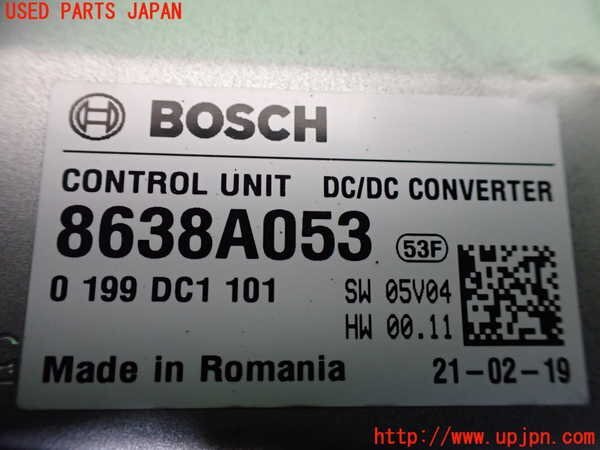 USED PARTS JAPAN
BOSCH
CONTROL UNIT DC/DC CONVERTER
8638A053 53F
0 199 DC1 101 SW 05V04
HW 00.11
Made in Romania 21-02-19
http://www.upjpn.com/